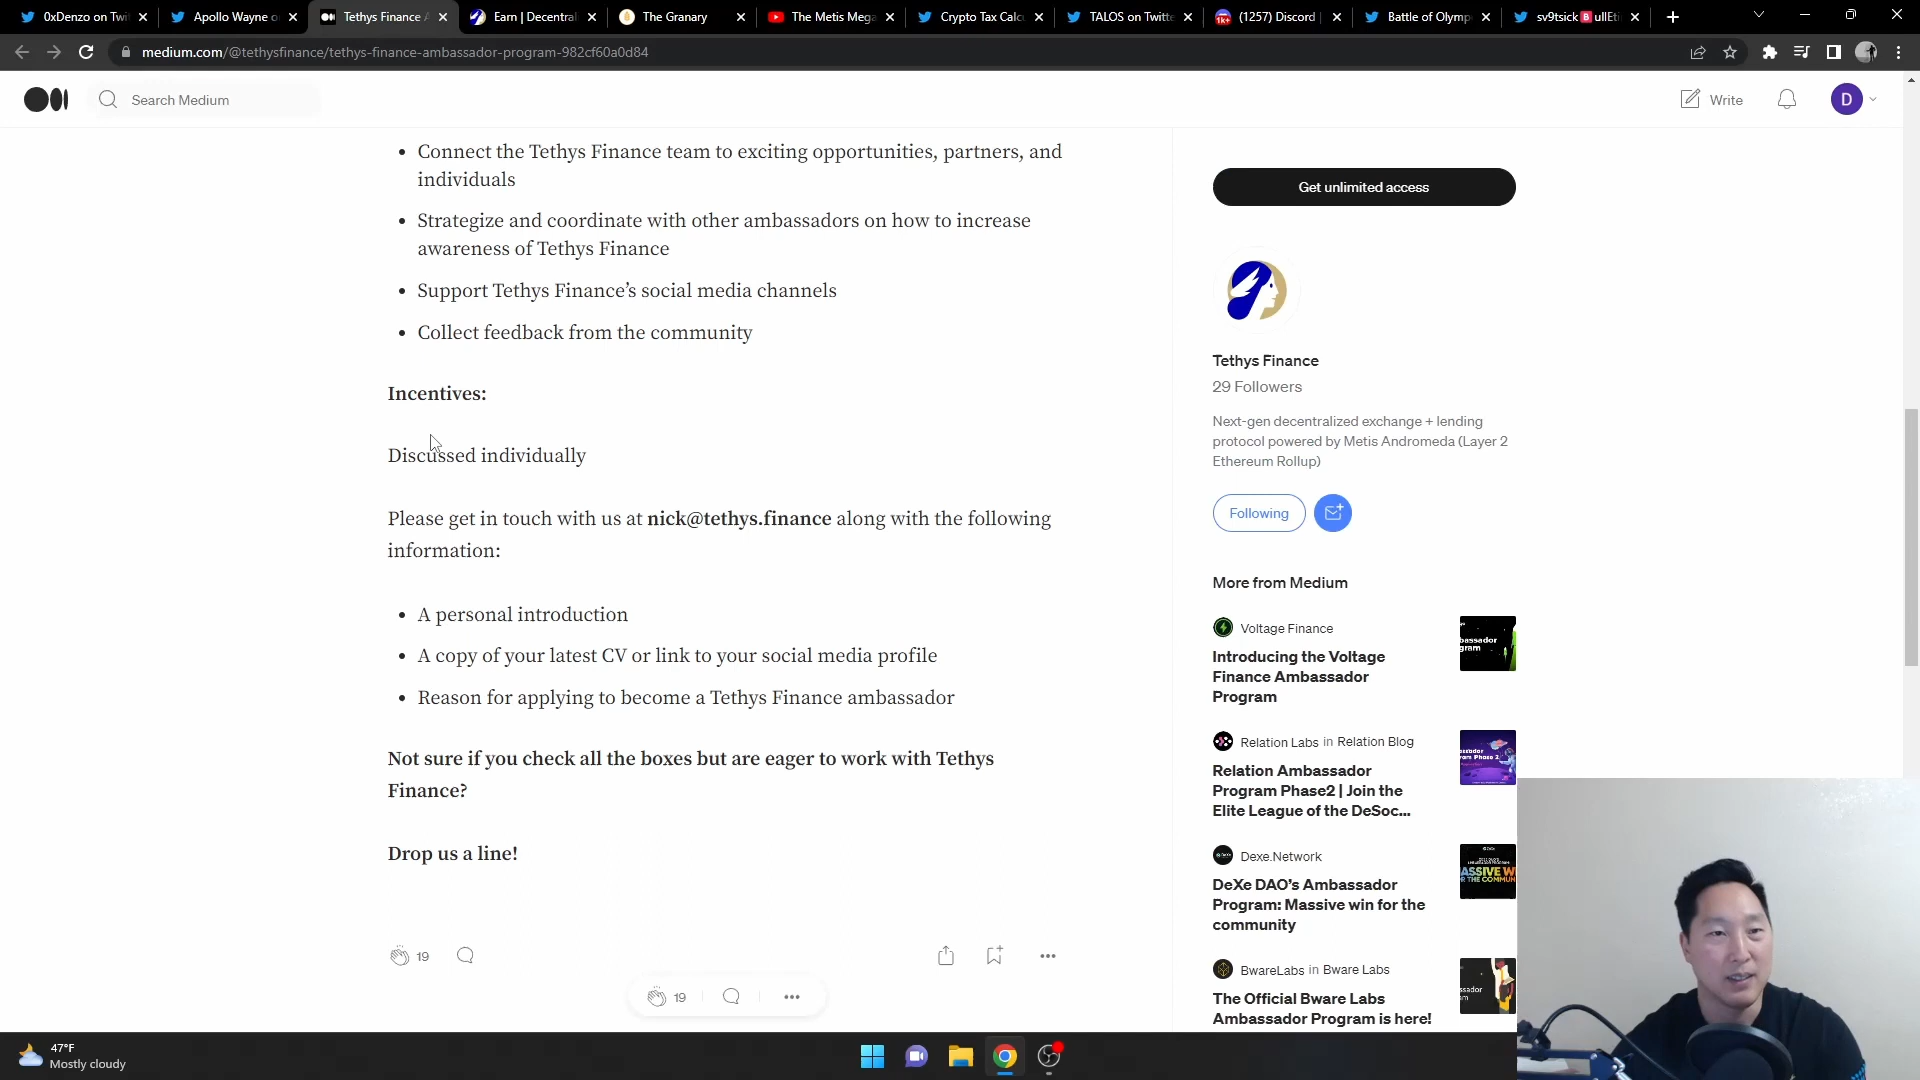 0xDenzo on Twi
Apollo Wayne o
Tethys Finance A
Earn | Decentral
The Granary
The Metis Mega
Crypto Tax Calc
TALOS on Twitte
(1257) Discord |
Battle of Olymp
sv9tsick🅱ullEti
medium.com/@tethysfinance/tethys-finance-ambassador-program-982cf60a0d84
Search Medium
Write
D
Connect the Tethys Finance team to exciting opportunities, partners, and
individuals
Strategize and coordinate with other ambassadors on how to increase
awareness of Tethys Finance
Support Tethys Finance’s social media channels
Collect feedback from the community
Incentives:
Discussed individually
Please get in touch with us at nick@tethys.finance along with the following
information:
A personal introduction
A copy of your latest CV or link to your social media profile
Reason for applying to become a Tethys Finance ambassador
Not sure if you check all the boxes but are eager to work with Tethys
Finance?
Drop us a line!
19
19
Get unlimited access
Tethys Finance
29 Followers
Next-gen decentralized exchange + lending
protocol powered by Metis Andromeda (Layer 2
Ethereum Rollup)
Following
More from Medium
Voltage Finance
Introducing the Voltage
Finance Ambassador
Program
Relation Labs in Relation Blog
Relation Ambassador
Program Phase2 | Join the
Elite League of the DeSoc...
Dexe.Network
DeXe DAO’s Ambassador
Program: Massive win for the
community
BwareLabs in Bware Labs
The Official Bware Labs
Ambassador Program is here!
47°F
Mostly cloudy